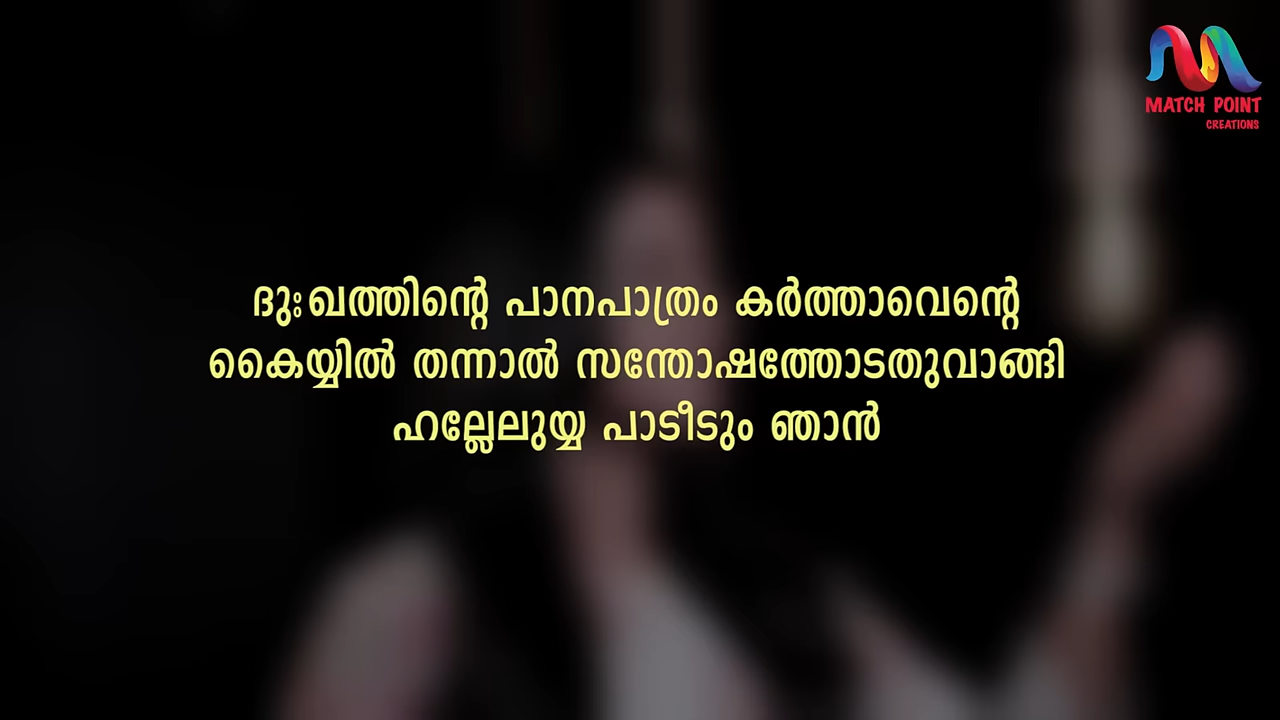 MATCH POINT
CREATIONS
ദുഃഖത്തിന്റെ പാനപാത്രം കർത്താവെന്റെ
കൈയ്യിൽ തന്നാൽ സന്തോഷത്തോടതുവാങ്ങി
ഹല്ലേലുയ്യ പാടീടും ഞാൻ